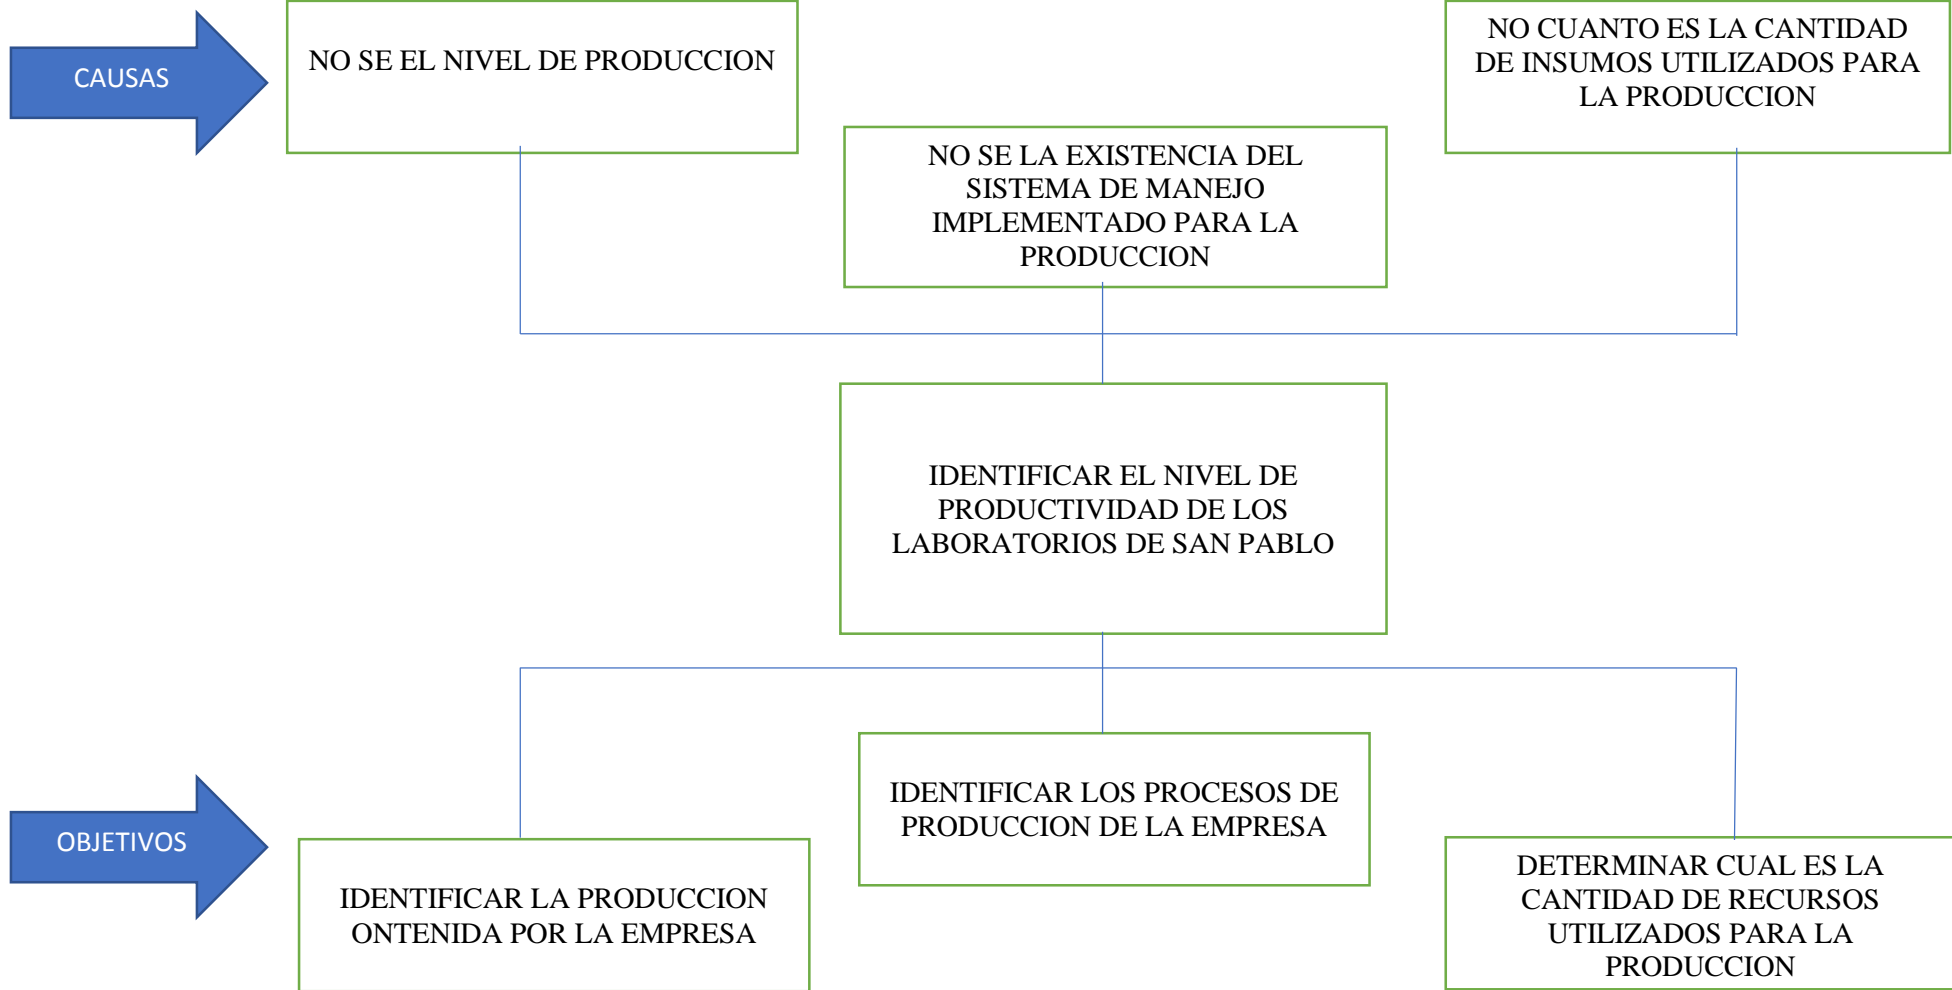 CAUSAS
NO SE EL NIVEL DE PRODUCCION
NO CUANTO ES LA CANTIDAD
DE INSUMOS UTILIZADOS PARA
LA PRODUCCION
NO SE LA EXISTENCIA DEL
SISTEMA DE MANEJO
IMPLEMENTADO PARA LA
PRODUCCION
IDENTIFICAR EL NIVEL DE
PRODUCTIVIDAD DE LOS
LABORATORIOS DE SAN PABLO
OBJETIVOS
IDENTIFICAR LA PRODUCCION
ONTENIDA POR LA EMPRESA
IDENTIFICAR LOS PROCESOS DE
PRODUCCION DE LA EMPRESA
DETERMINAR CUAL ES LA
CANTIDAD DE RECURSOS
UTILIZADOS PARA LA
PRODUCCION